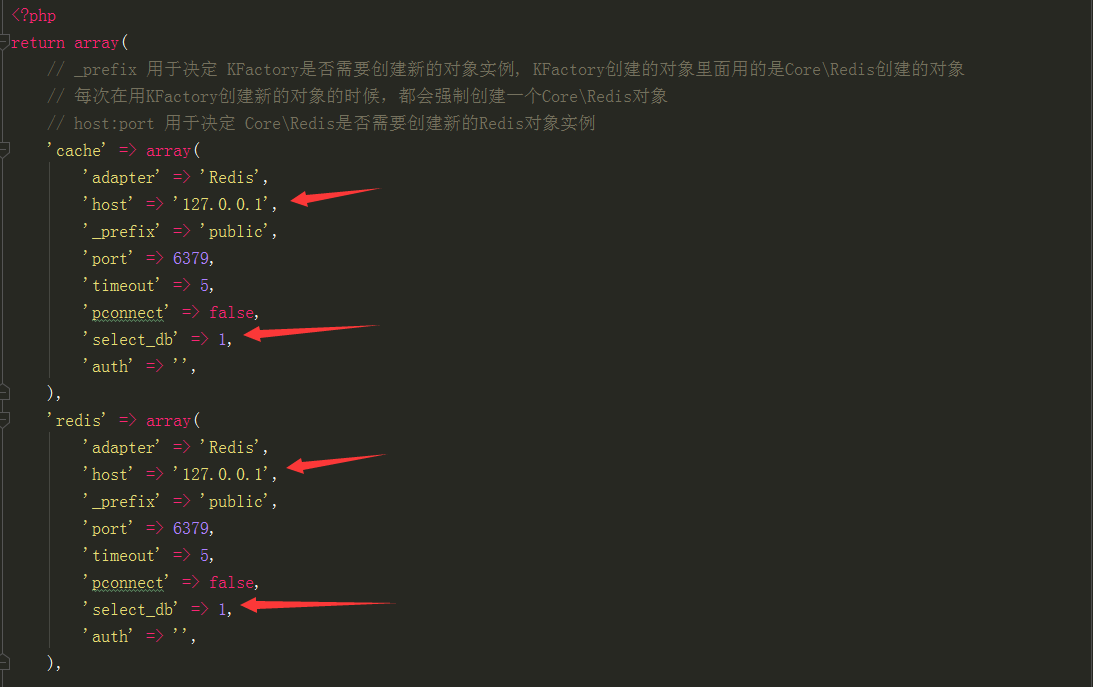 <?php
return array(
// _prefix 用于决定 KFactory是否需要创建新的对象实例, KFactory创建的对象里面用的是Core\Redis创建的对象
// 每次在用KFactory创建新的对象的时候，都会强制创建一个Core\Redis对象
// host:port 用于决定 Core\Redis是否需要创建新的Redis对象实例
'cache' => array(
'adapter' => 'Redis',
'host' => '127.0.0.1',
'_prefix' => 'public',
'port' => 6379,
'timeout' => 5,
'pconnect' => false,
'select_db' => 1,
'auth' => '',
),
'redis' => array(
'adapter' => 'Redis',
'host' => '127.0.0.1',
'_prefix' => 'public',
'port' => 6379,
'timeout' => 5,
'pconnect' => false,
'select_db' => 1,
'auth' => '',
),